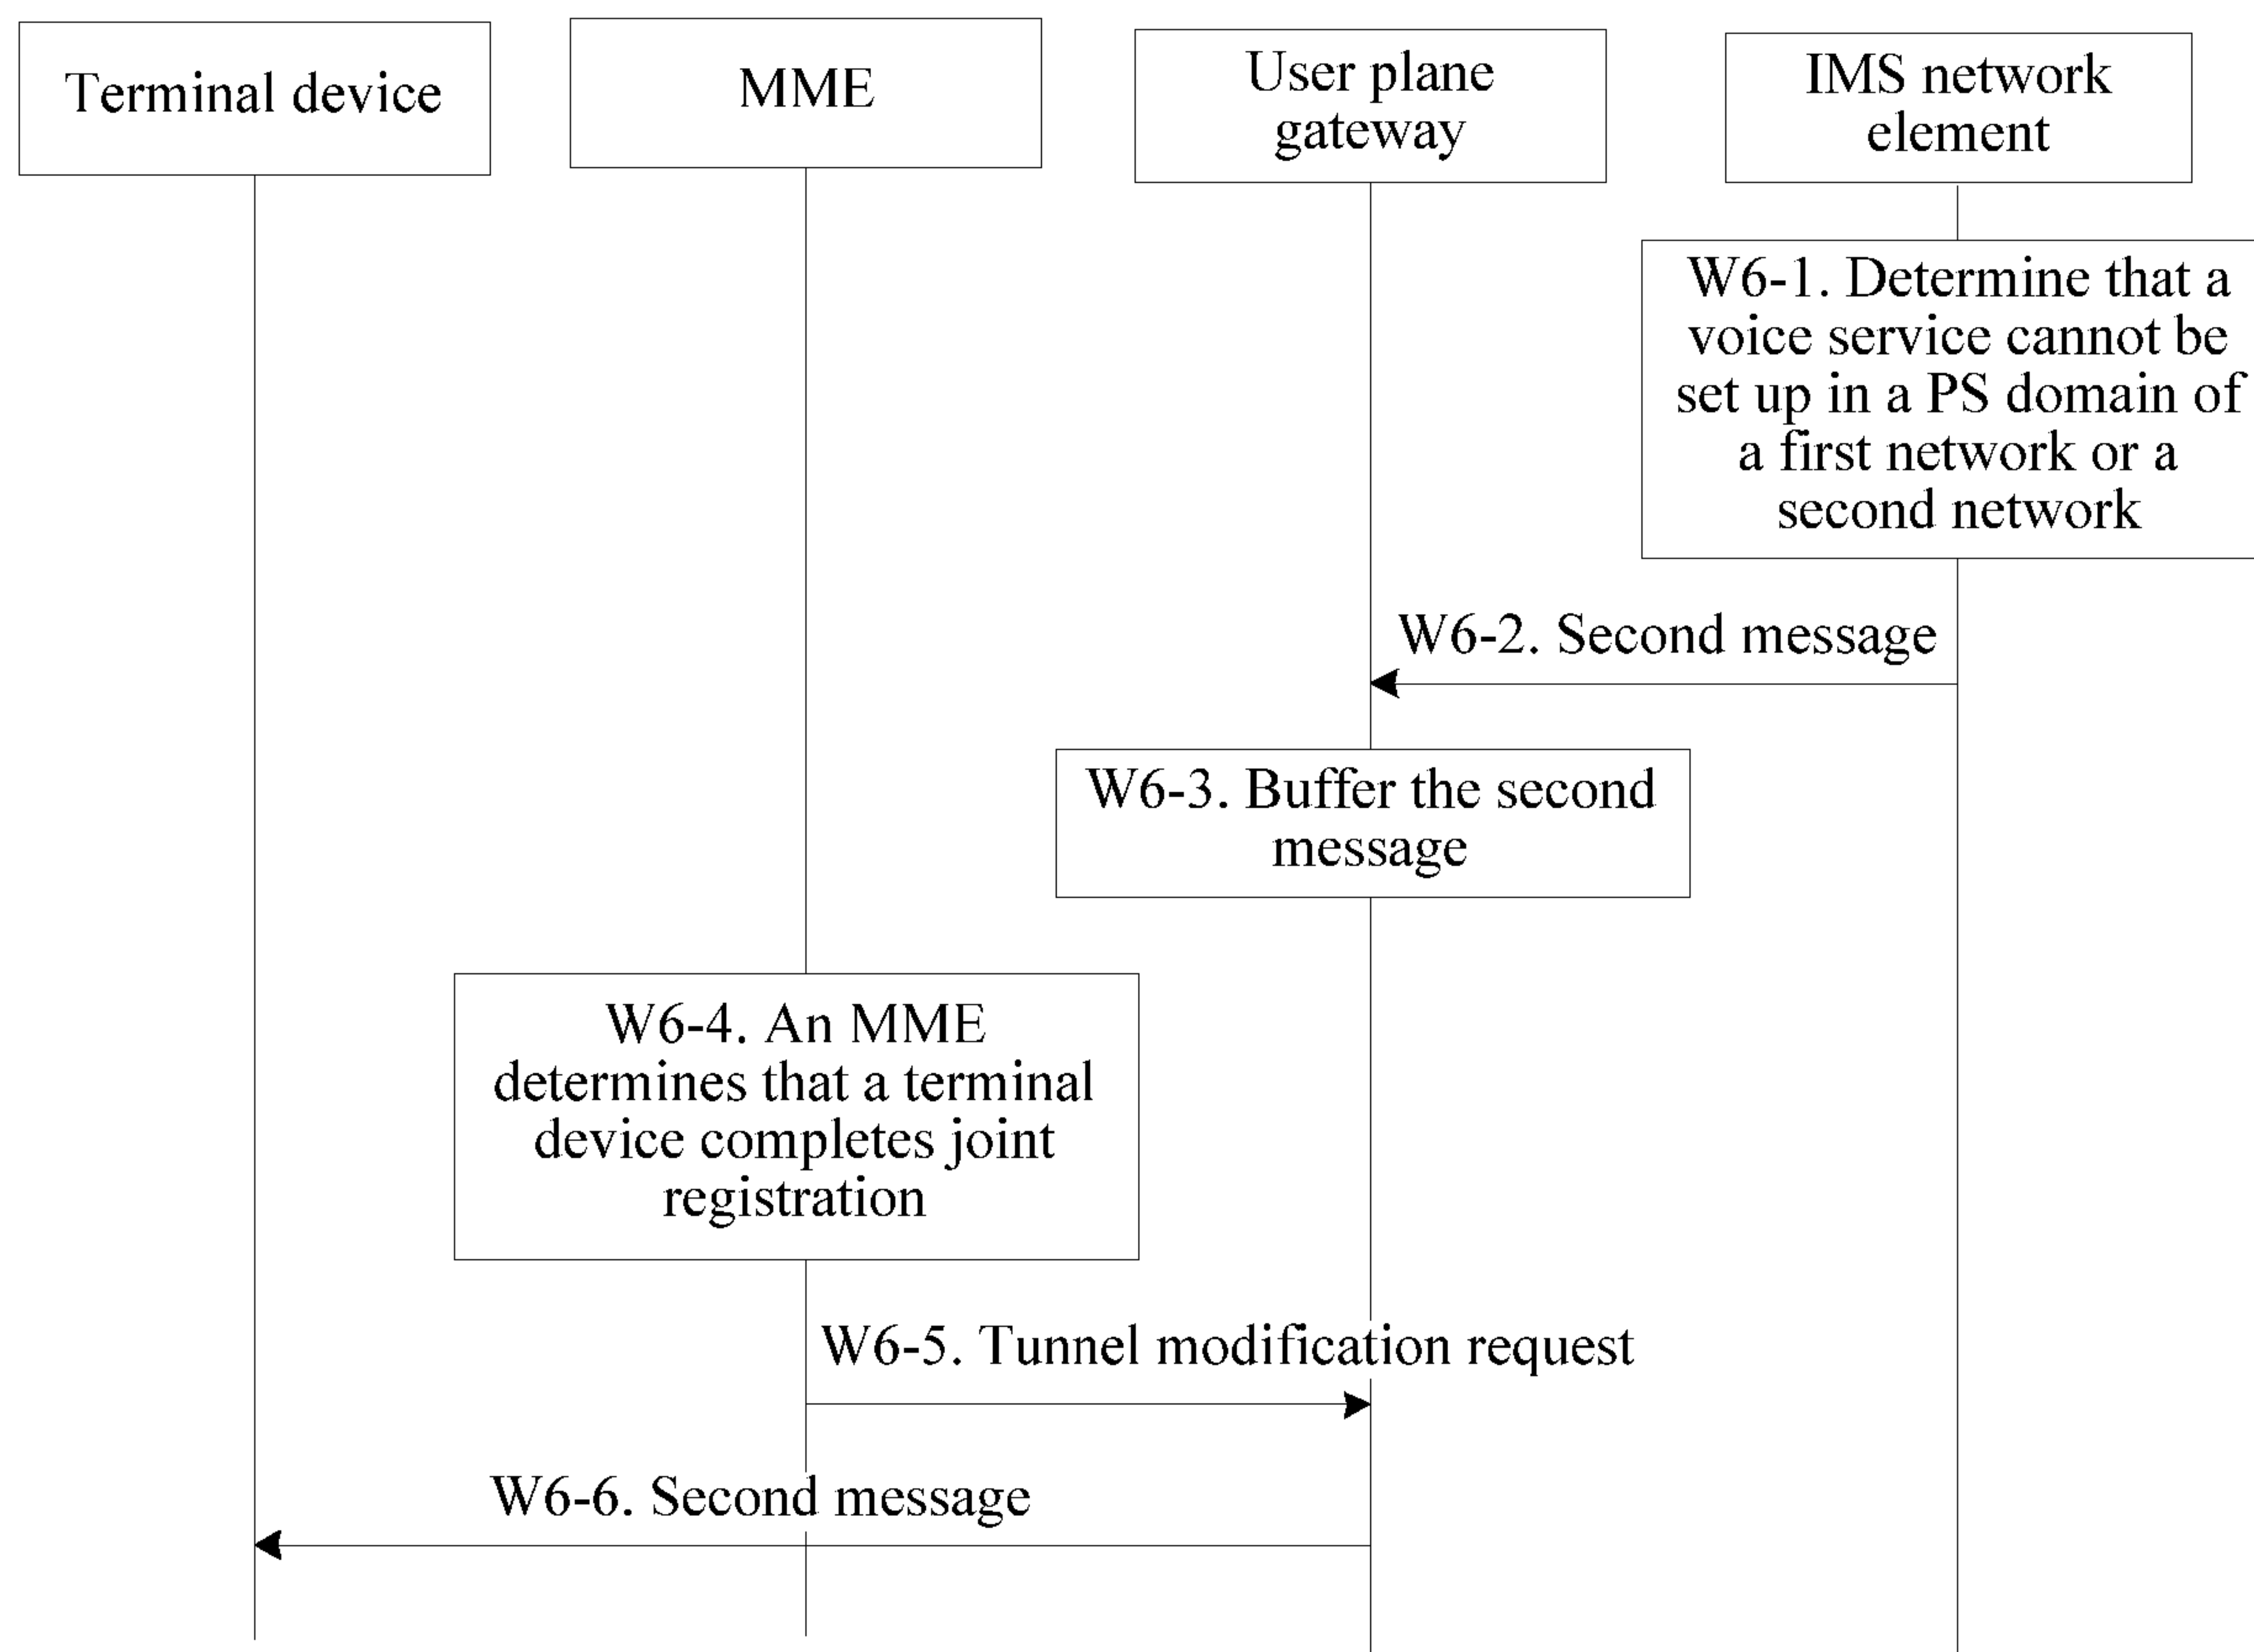 Terminal device
MME
User plane
gateway
IMS network
element
W6-1. Determine that a
voice service cannot be
set up in a PS domain of
a first network or a
second network
W6-2. Second message
W6-3. Buffer the second
message
W6-4. An MME
determines that a terminal
device completes joint
registration
W6-5. Tunnel modification request
W6-6. Second message